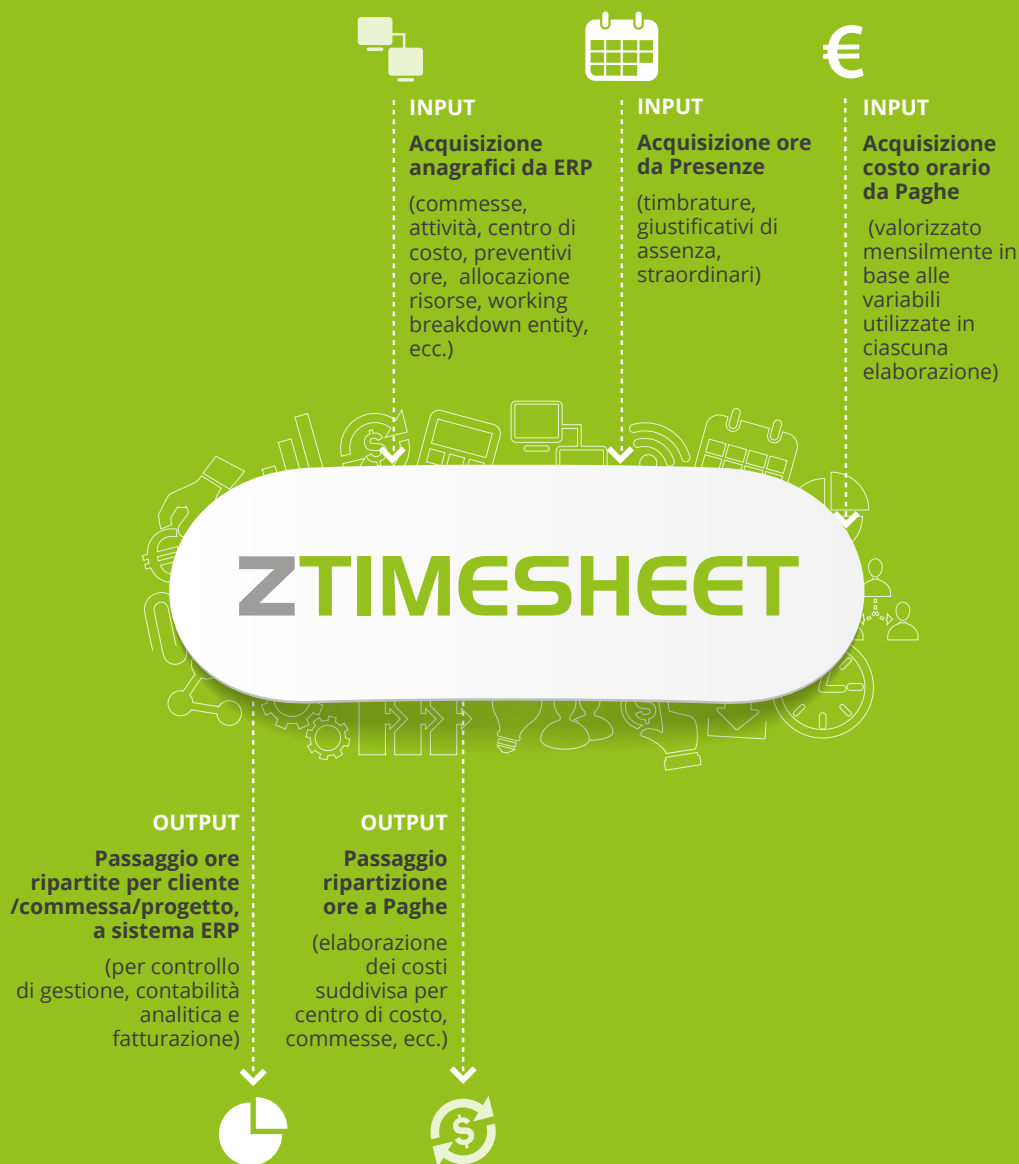 INPUT
Acquisizione
anagrafici da ERP
(commesse,
attività, centro di
costo, preventivi
ore, allocazione
risorse, working
breakdown entity,
ecc.)
INPUT
Acquisizione ore
da Presenze
(timbrature,
giustificativi di
assenza,
straordinari)
€
INPUT
Acquisizione
costo orario
da Paghe
(valorizzato
mensilmente in
base alle
variabili
utilizzate in
ciascuna
elaborazione)
ZTIMESHEET
OUTPUT
Passaggio ore
ripartite per cliente
/commessa/progetto,
a sistema ERP
(per controllo
di gestione, contabilità
analitica e
fatturazione)
OUTPUT
Passaggio
ripartizione
ore a Paghe
(elaborazione
dei costi
suddivisa per
centro di costo,
commesse, ecc.)
$